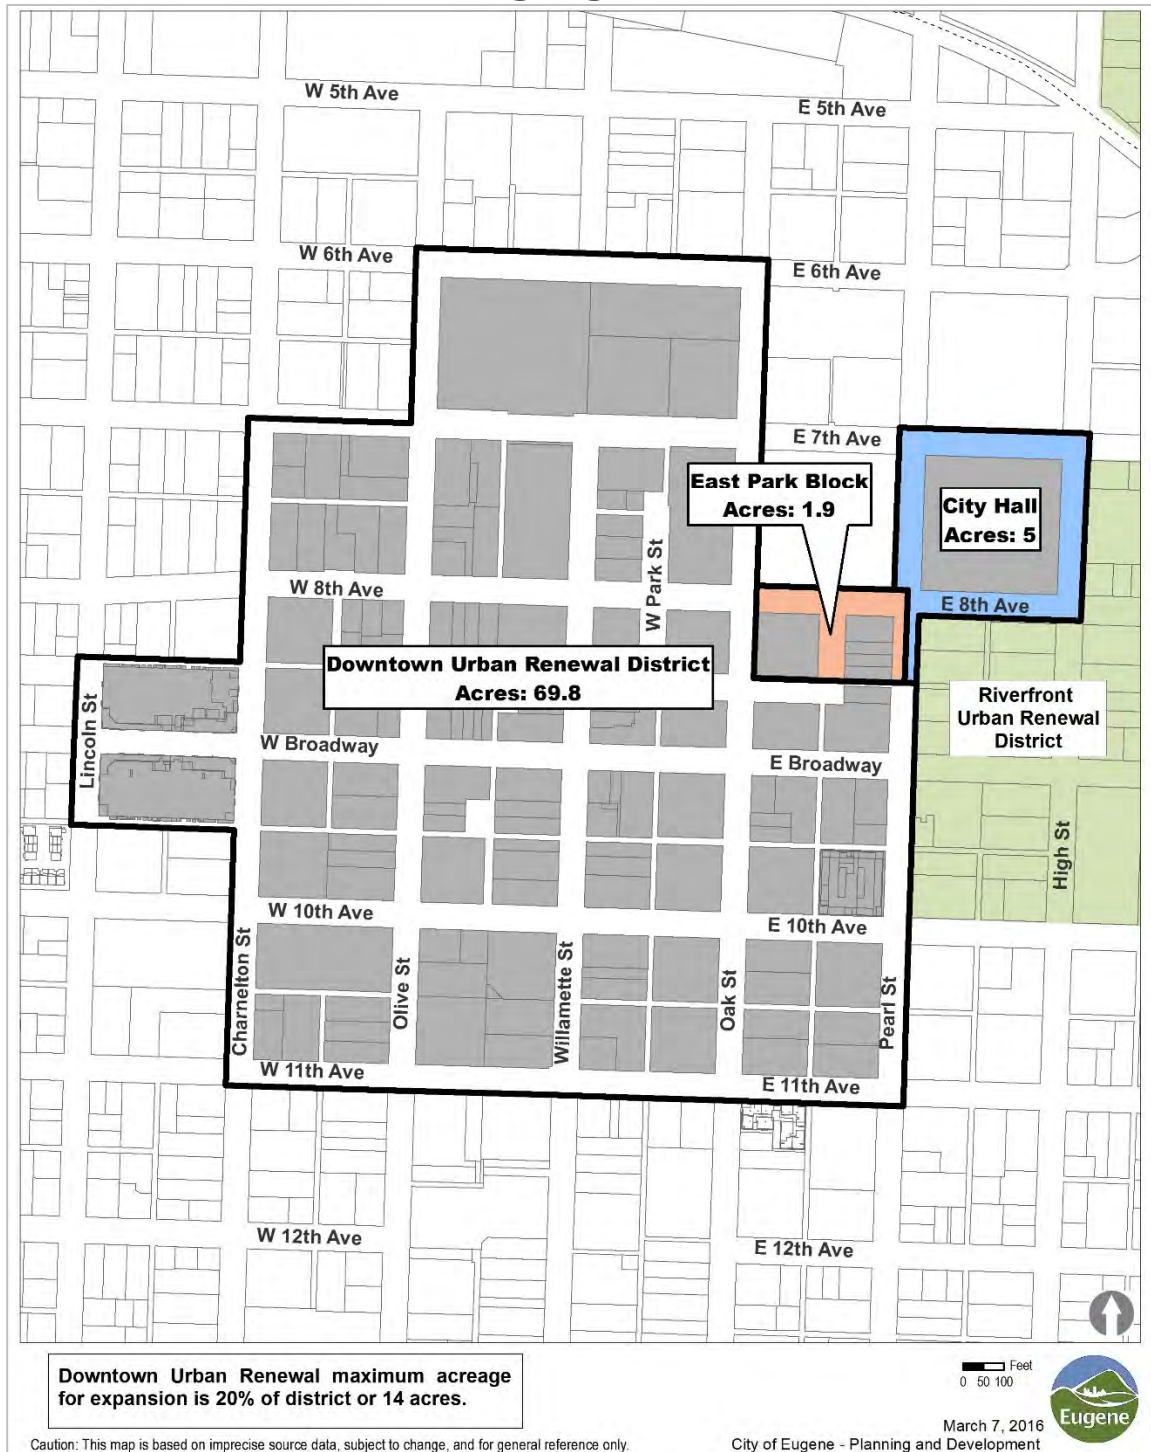 W 5th Ave
E 5th Ave
W 6th Ave
E 6th Ave
E 7th Ave
East Park Block
Acres: 1.9
City Hall
Acres: 5
W Park St
W 8th Ave
E 8th Ave
Downtown Urban Renewal District
Acres: 69.8
Lincoln St
Riverfront
Urban Renewal
District
W Broadway
E Broadway
High St
W 10th Ave
E 10th Ave
Charnelton St
Olive St
Willamette St
Oak St
Pearl St
W 11th Ave
E 11th Ave
W 12th Ave
E 12th Ave
Downtown Urban Renewal maximum acreage
for expansion is 20% of district or 14 acres.
Feet
0 50 100
Eugene
March 7, 2016
Caution: This map is based on imprecise source data, subject to change, and for general reference only.
City of Eugene - Planning and Development